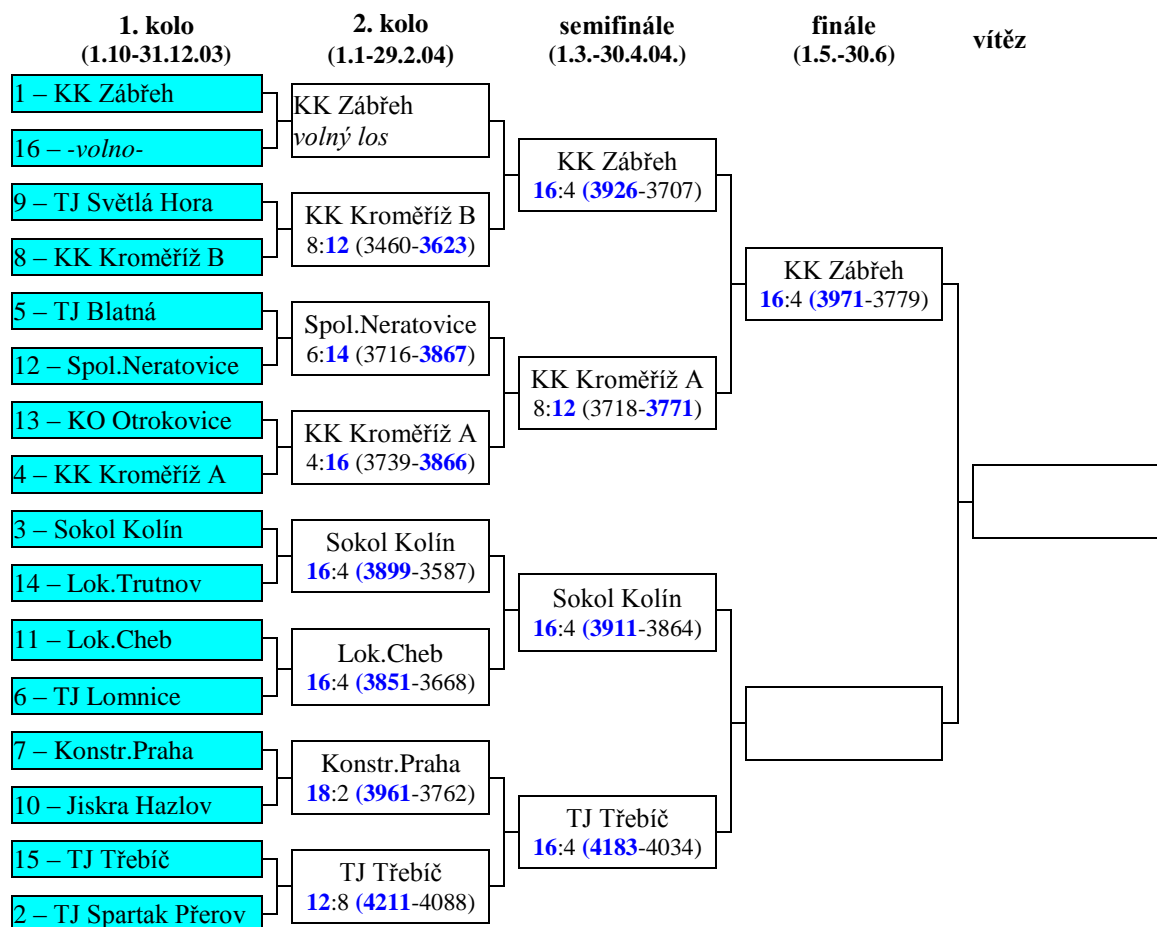 1. kolo
(1.10-31.12.03)
2. kolo
(1.1-29.2.04)
semifinále
(1.3.-30.4.04.)
finále
(1.5.-30.6)
vítěz
1 – KK Zábřeh
16 – -volno-
9 – TJ Světlá Hora
8 – KK Kroměříž B
5 – TJ Blatná
12 – Spol.Neratovice
13 – KO Otrokovice
4 – KK Kroměříž A
3 – Sokol Kolín
14 – Lok.Trutnov
11 – Lok.Cheb
6 – TJ Lomnice
7 – Konstr.Praha
10 – Jiskra Hazlov
15 – TJ Třebíč
2 – TJ Spartak Přerov
KK Zábřeh
volný los
KK Kroměříž B
8:12 (3460-3623)
Spol.Neratovice
6:14 (3716-3867)
KK Kroměříž A
4:16 (3739-3866)
Sokol Kolín
16:4 (3899-3587)
Lok.Cheb
16:4 (3851-3668)
Konstr.Praha
18:2 (3961-3762)
TJ Třebíč
12:8 (4211-4088)
KK Zábřeh
16:4 (3926-3707)
KK Kroměříž A
8:12 (3718-3771)
Sokol Kolín
16:4 (3911-3864)
TJ Třebíč
16:4 (4183-4034)
KK Zábřeh
16:4 (3971-3779)